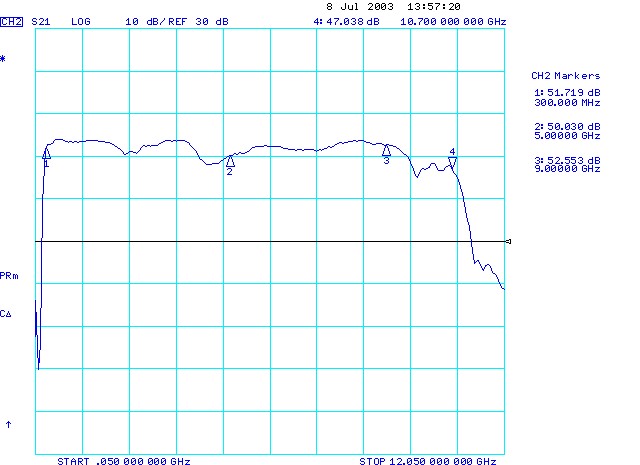 8 Jul 2003 13:57:20
CH2 S21 LOG 10 dB/REF 30 dB 4: 47.038 dB 10.700 000 000 GHz
*
CH2 Markers
1: 51.719 dB
300.000 MHz
2: 50.030 dB
5.00000 GHz
3: 52.553 dB
9.00000 GHz
1
2
3
4
PRm
CΔ
↑
START .050 000 000 GHz STOP 12.050 000 000 GHz